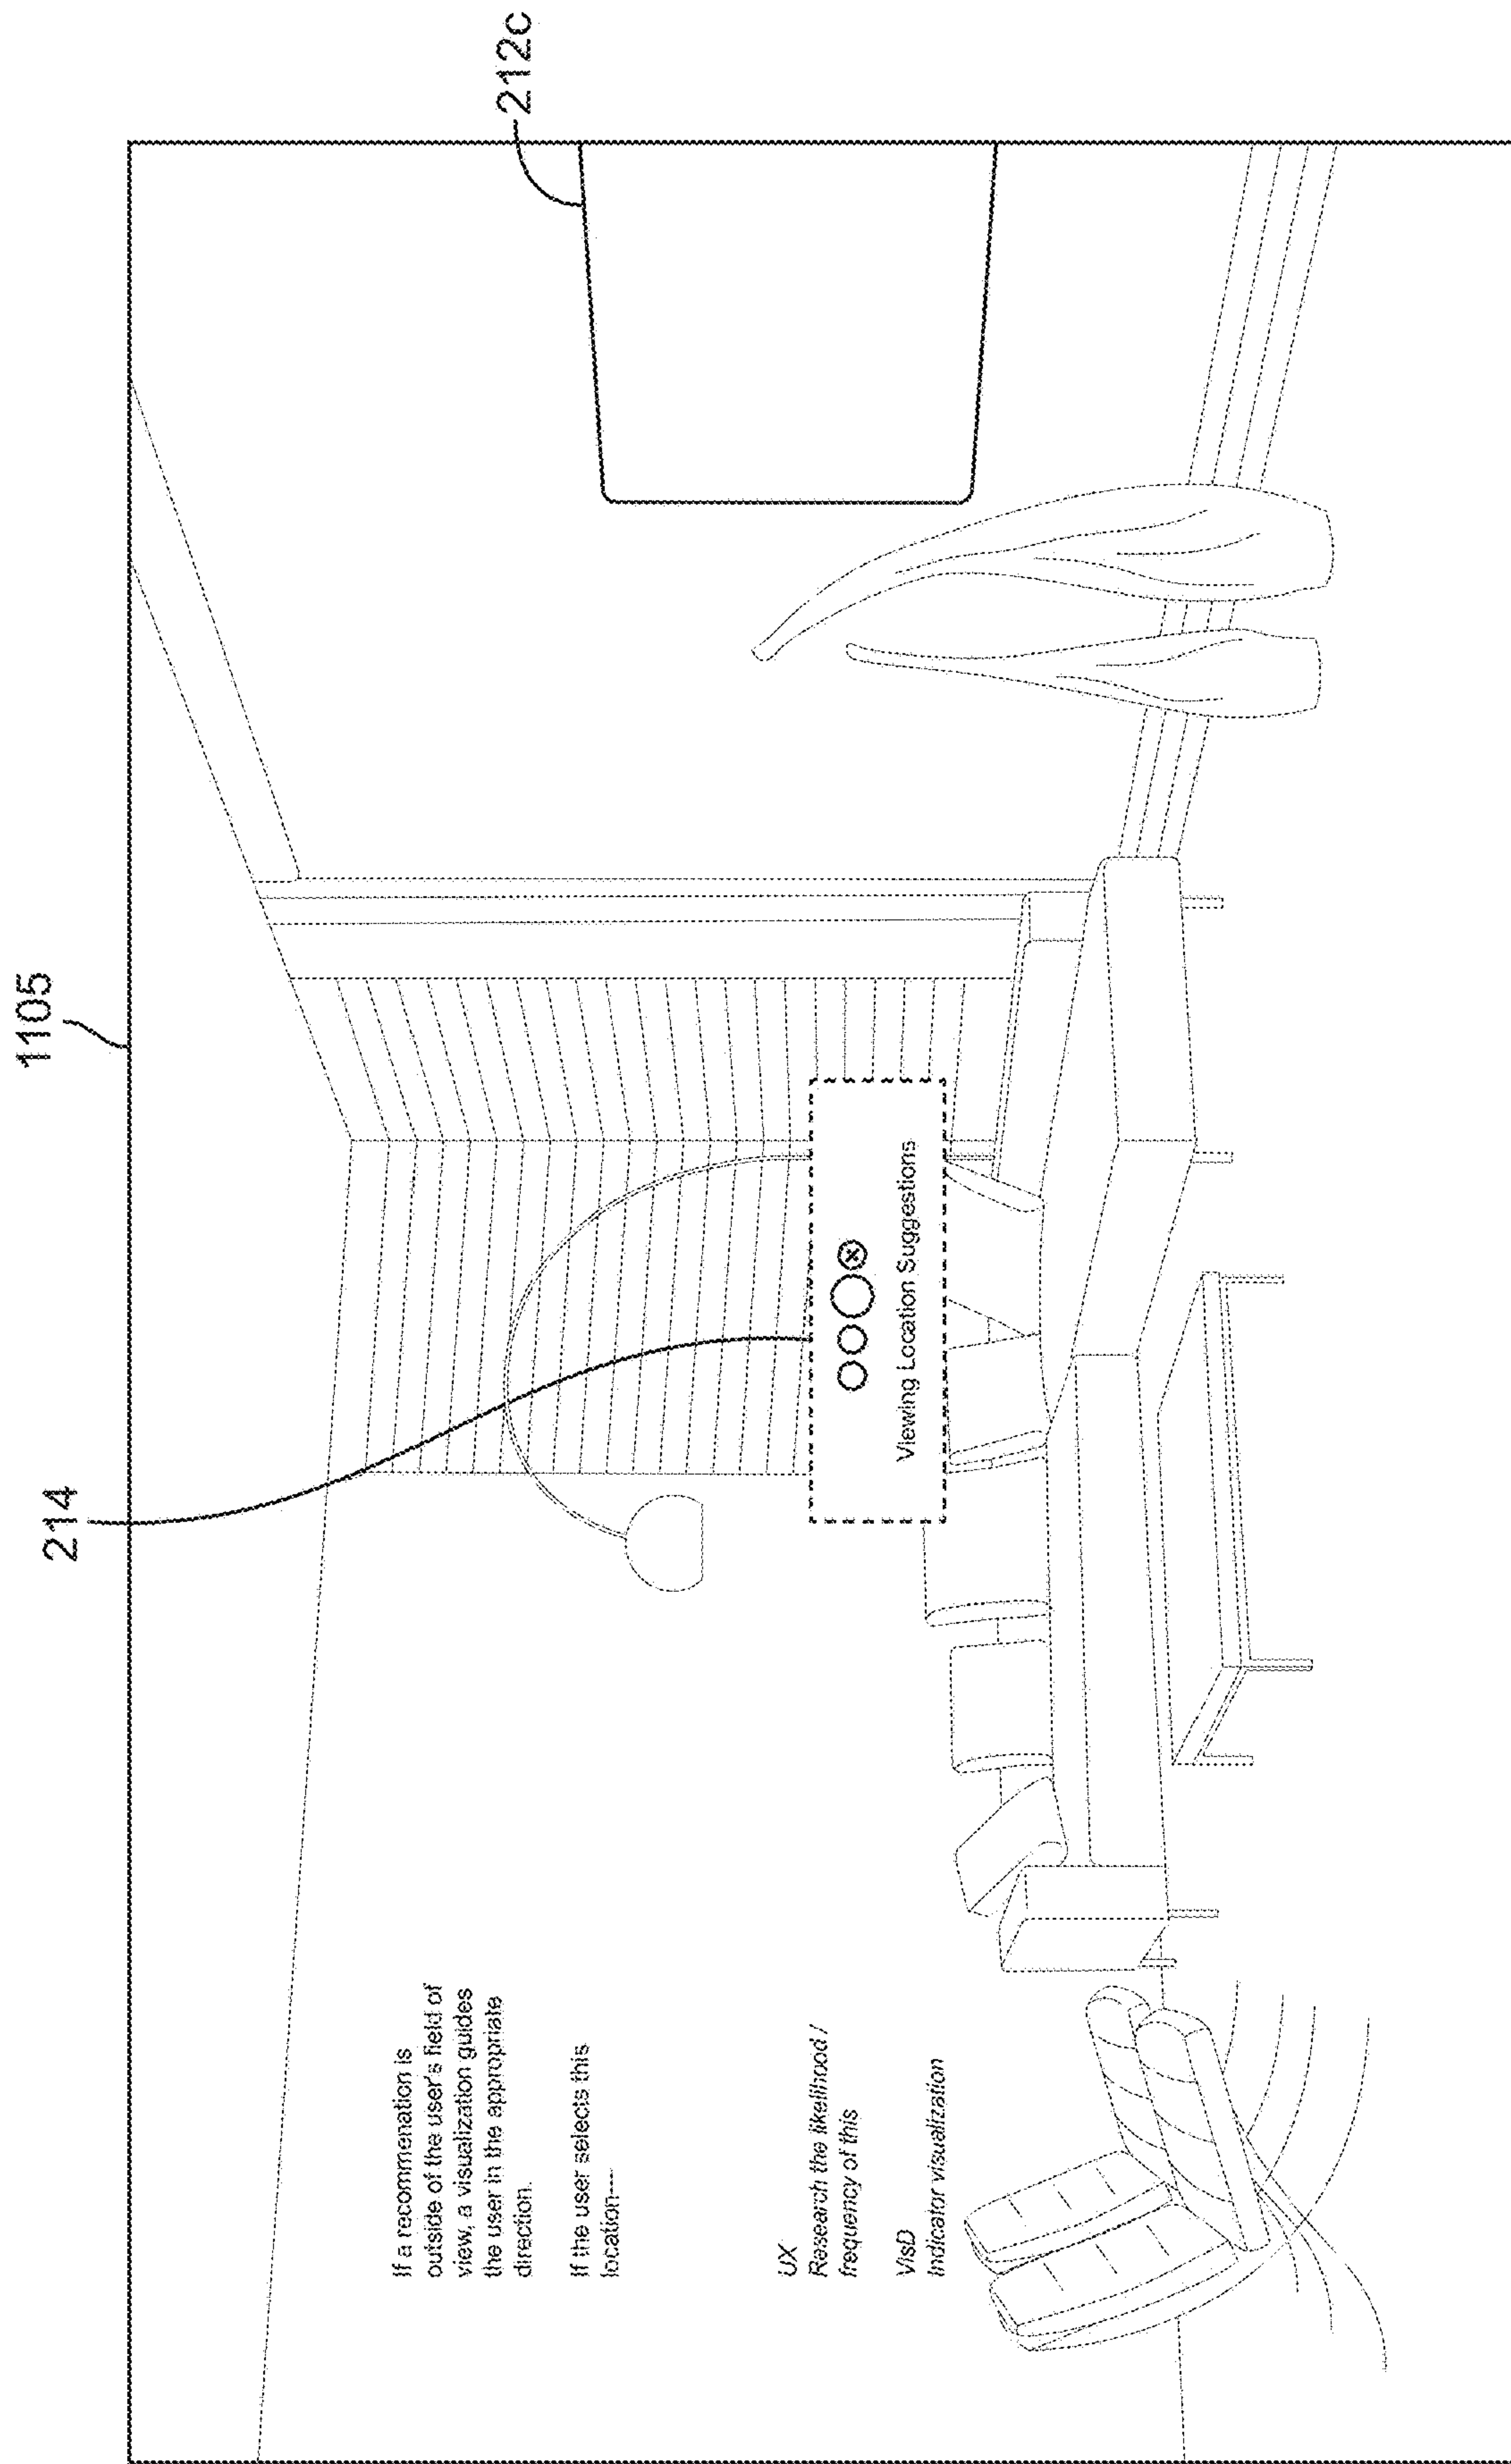 1105
214
212c
If a recommenation is
outside of the user's field of
view, a visualization guides
the user in the appropriate
direction.
If the user selects this
location----
UX
Research the likelihood /
frequency of this
VisD
Indicator visualization
Viewing Location Suggestions